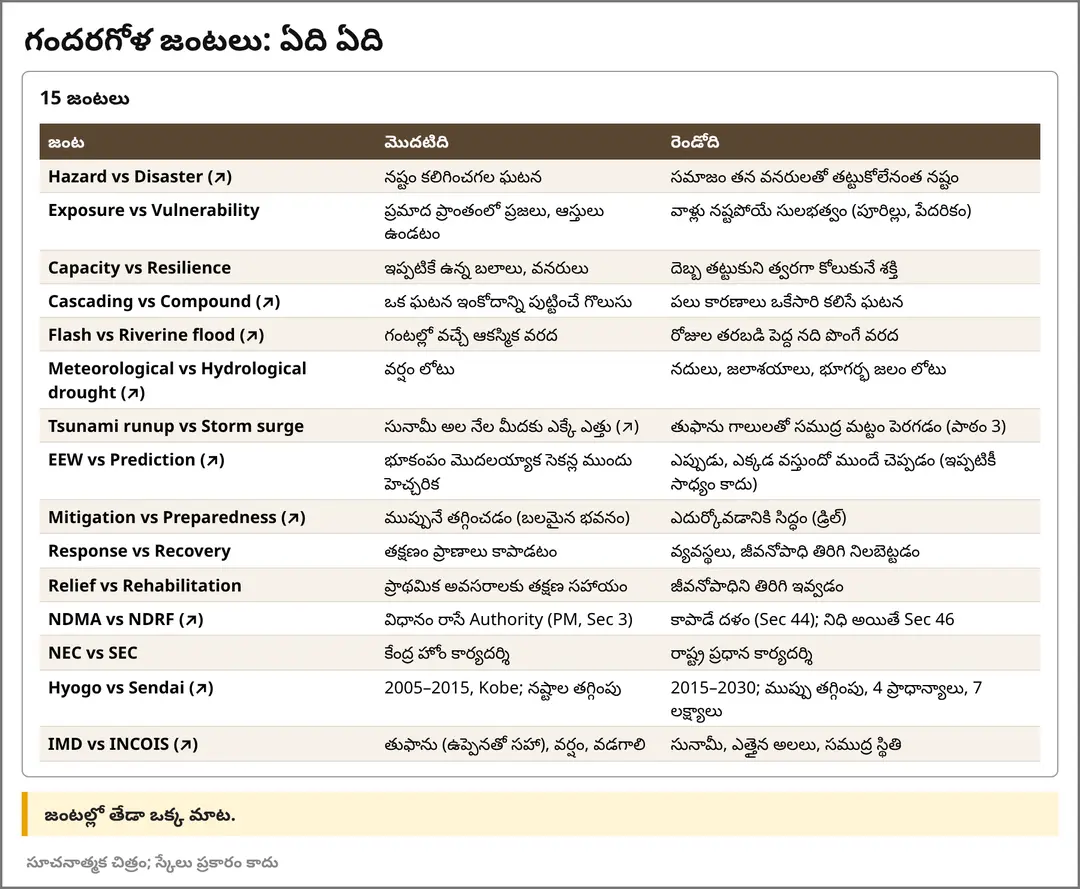 గందరగోళ జంటలు: ఏది ఏది
15 జంటలు
జంట మొదటిది రెండోది
Hazard vs Disaster (↗) నష్టం కలిగించగల ఘటన సమాజం తన వనరులతో తట్టుకోలేనంత నష్టం
Exposure vs Vulnerability ప్రమాద ప్రాంతంలో ప్రజలు, ఆస్తులు ఉండటం వాళ్లు నష్టపోయే సులభత్వం (పూరిల్లు, పేదరికం)
Capacity vs Resilience ఇప్పటికే ఉన్న బలాలు, వనరులు దెబ్బ తట్టుకుని త్వరగా కోలుకునే శక్తి
Cascading vs Compound (↗) ఒక ఘటన ఇంకోదాన్ని పుట్టించే గొలుసు పలు కారణాలు ఒకేసారి కలిసే ఘటన
Flash vs Riverine flood (↗) గంటల్లో వచ్చే ఆకస్మిక వరద రోజుల తరబడి పెద్ద నది పొంగే వరద
Meteorological vs Hydrological drought (↗) వర్షం లోటు నదులు, జలాశయాలు, భూగర్భ జలం లోటు
Tsunami runup vs Storm surge సునామీ అల నేల మీదకు ఎక్కే ఎత్తు (↗) తుఫాను గాలులతో సముద్ర మట్టం పెరగడం (పాఠం 3)
EEW vs Prediction (↗) భూకంపం మొదలయ్యాక సెకన్ల ముందు హెచ్చరిక ఎప్పుడు, ఎక్కడ వస్తుందో ముందే చెప్పడం (ఇప్పటికీ సాధ్యం కాదు)
Mitigation vs Preparedness (↗) ముప్పునే తగ్గించడం (బలమైన భవనం) ఎదుర్కోవడానికి సిద్ధం (డ్రిల్)
Response vs Recovery తక్షణం ప్రాణాలు కాపాడటం వ్యవస్థలు, జీవనోపాధి తిరిగి నిలబెట్టడం
Relief vs Rehabilitation ప్రాథమిక అవసరాలకు తక్షణ సహాయం జీవనోపాధిని తిరిగి ఇవ్వడం
NDMA vs NDRF (↗) విధానం రాసే Authority (PM, Sec 3) కాపాడే దళం (Sec 44); నిధి అయితే Sec 46
NEC vs SEC కేంద్ర హోం కార్యదర్శి రాష్ట్ర ప్రధాన కార్యదర్శి
Hyogo vs Sendai (↗) 2005–2015, Kobe; నష్టాల తగ్గింపు 2015–2030; ముప్పు తగ్గింపు, 4 ప్రాధాన్యాలు, 7 లక్ష్యాలు
IMD vs INCOIS (↗) తుఫాను (ఉప్పెనతో సహా), వర్షం, వడగాలి సునామీ, ఎత్తైన అలలు, సముద్ర స్థితి
జంటల్లో తేడా ఒక్క మాట.
సూచనాత్మక చిత్రం; స్కేలు ప్రకారం కాదు